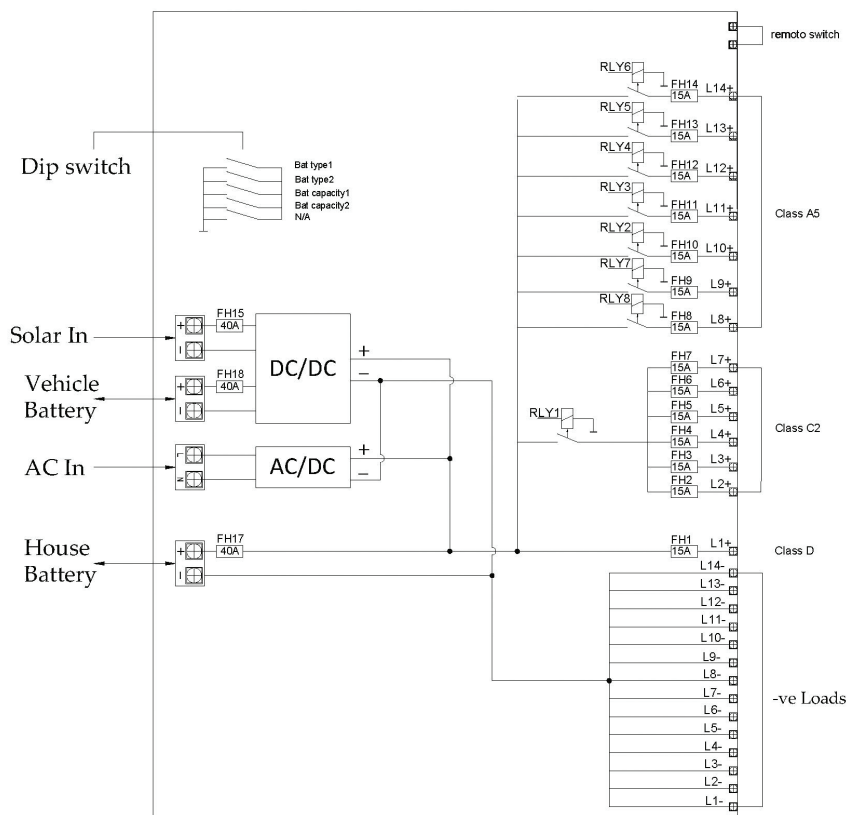 remoto switch
RLY6
FH14
15A
L14+
RLY5
FH13
15A
L13+
RLY4
FH12
15A
L12+
RLY3
FH11
15A
L11+
RLY2
FH10
15A
L10+
RLY7
FH9
15A
L9+
RLY8
FH8
15A
L8+
Class A5
Dip switch
Bat type1
Bat type2
Bat capacity1
Bat capacity2
N/A
Solar In
+
FH15
40A
–
Vehicle
Battery
+
FH18
40A
–
DC/DC
+
–
AC In
L
N
AC/DC
+
–
RLY1
FH7
15A
L7+
FH6
15A
L6+
FH5
15A
L5+
FH4
15A
L4+
FH3
15A
L3+
FH2
15A
L2+
Class C2
House
Battery
+
FH17
40A
–
FH1
15A
L1+
Class D
L14-
L13-
L12-
L11-
L10-
L9-
L8-
L7-
L6-
L5-
L4-
L3-
L2-
L1-
-ve Loads